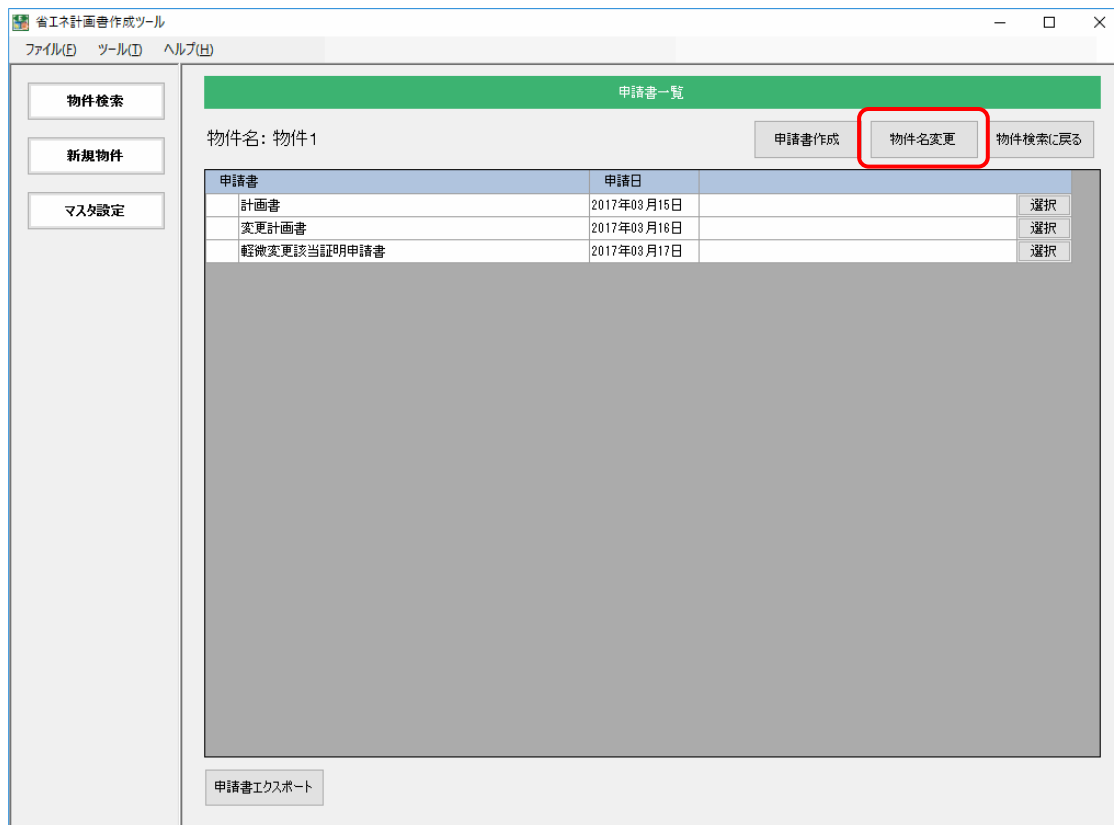 省エネ計画書作成ツール
ファイル(F) ツール(T) ヘルプ(H)
物件検索
新規物件
マスタ設定
申請書一覧
物件名: 物件1
申請書作成 物件名変更 物件検索に戻る
申請書 申請日
計画書 2017年03月15日 選択
変更計画書 2017年03月16日 選択
軽微変更該当証明申請書 2017年03月17日 選択
申請書エクスポート